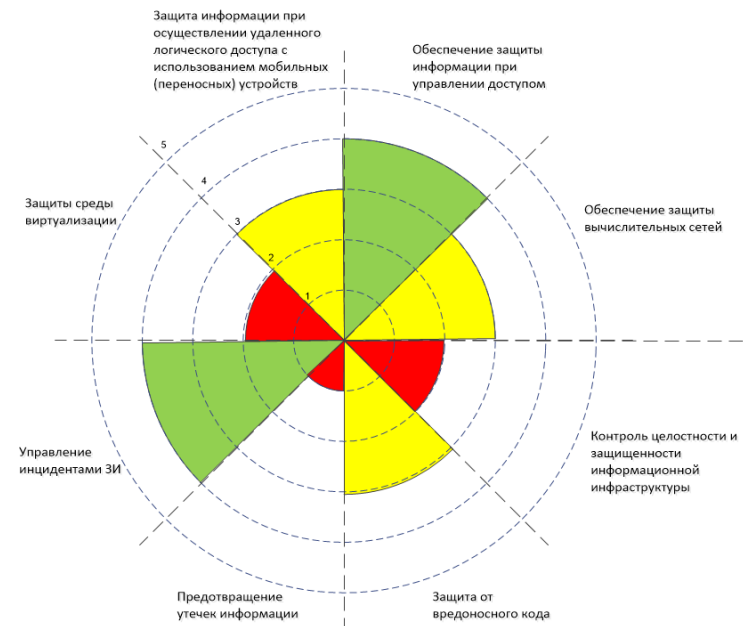 Защита информации при
осуществлении удаленного
логического доступа с
использованием мобильных
(переносных) устройств
Обеспечение защиты
информации при
управлении доступом
5
4
3
2
1
Защиты среды
виртуализации
Обеспечение защиты
вычислительных сетей
Управление
инцидентами ЗИ
Контроль целостности и
защищенности
информационной
инфраструктуры
Предотвращение
утечек информации
Защита от
вредоносного кода